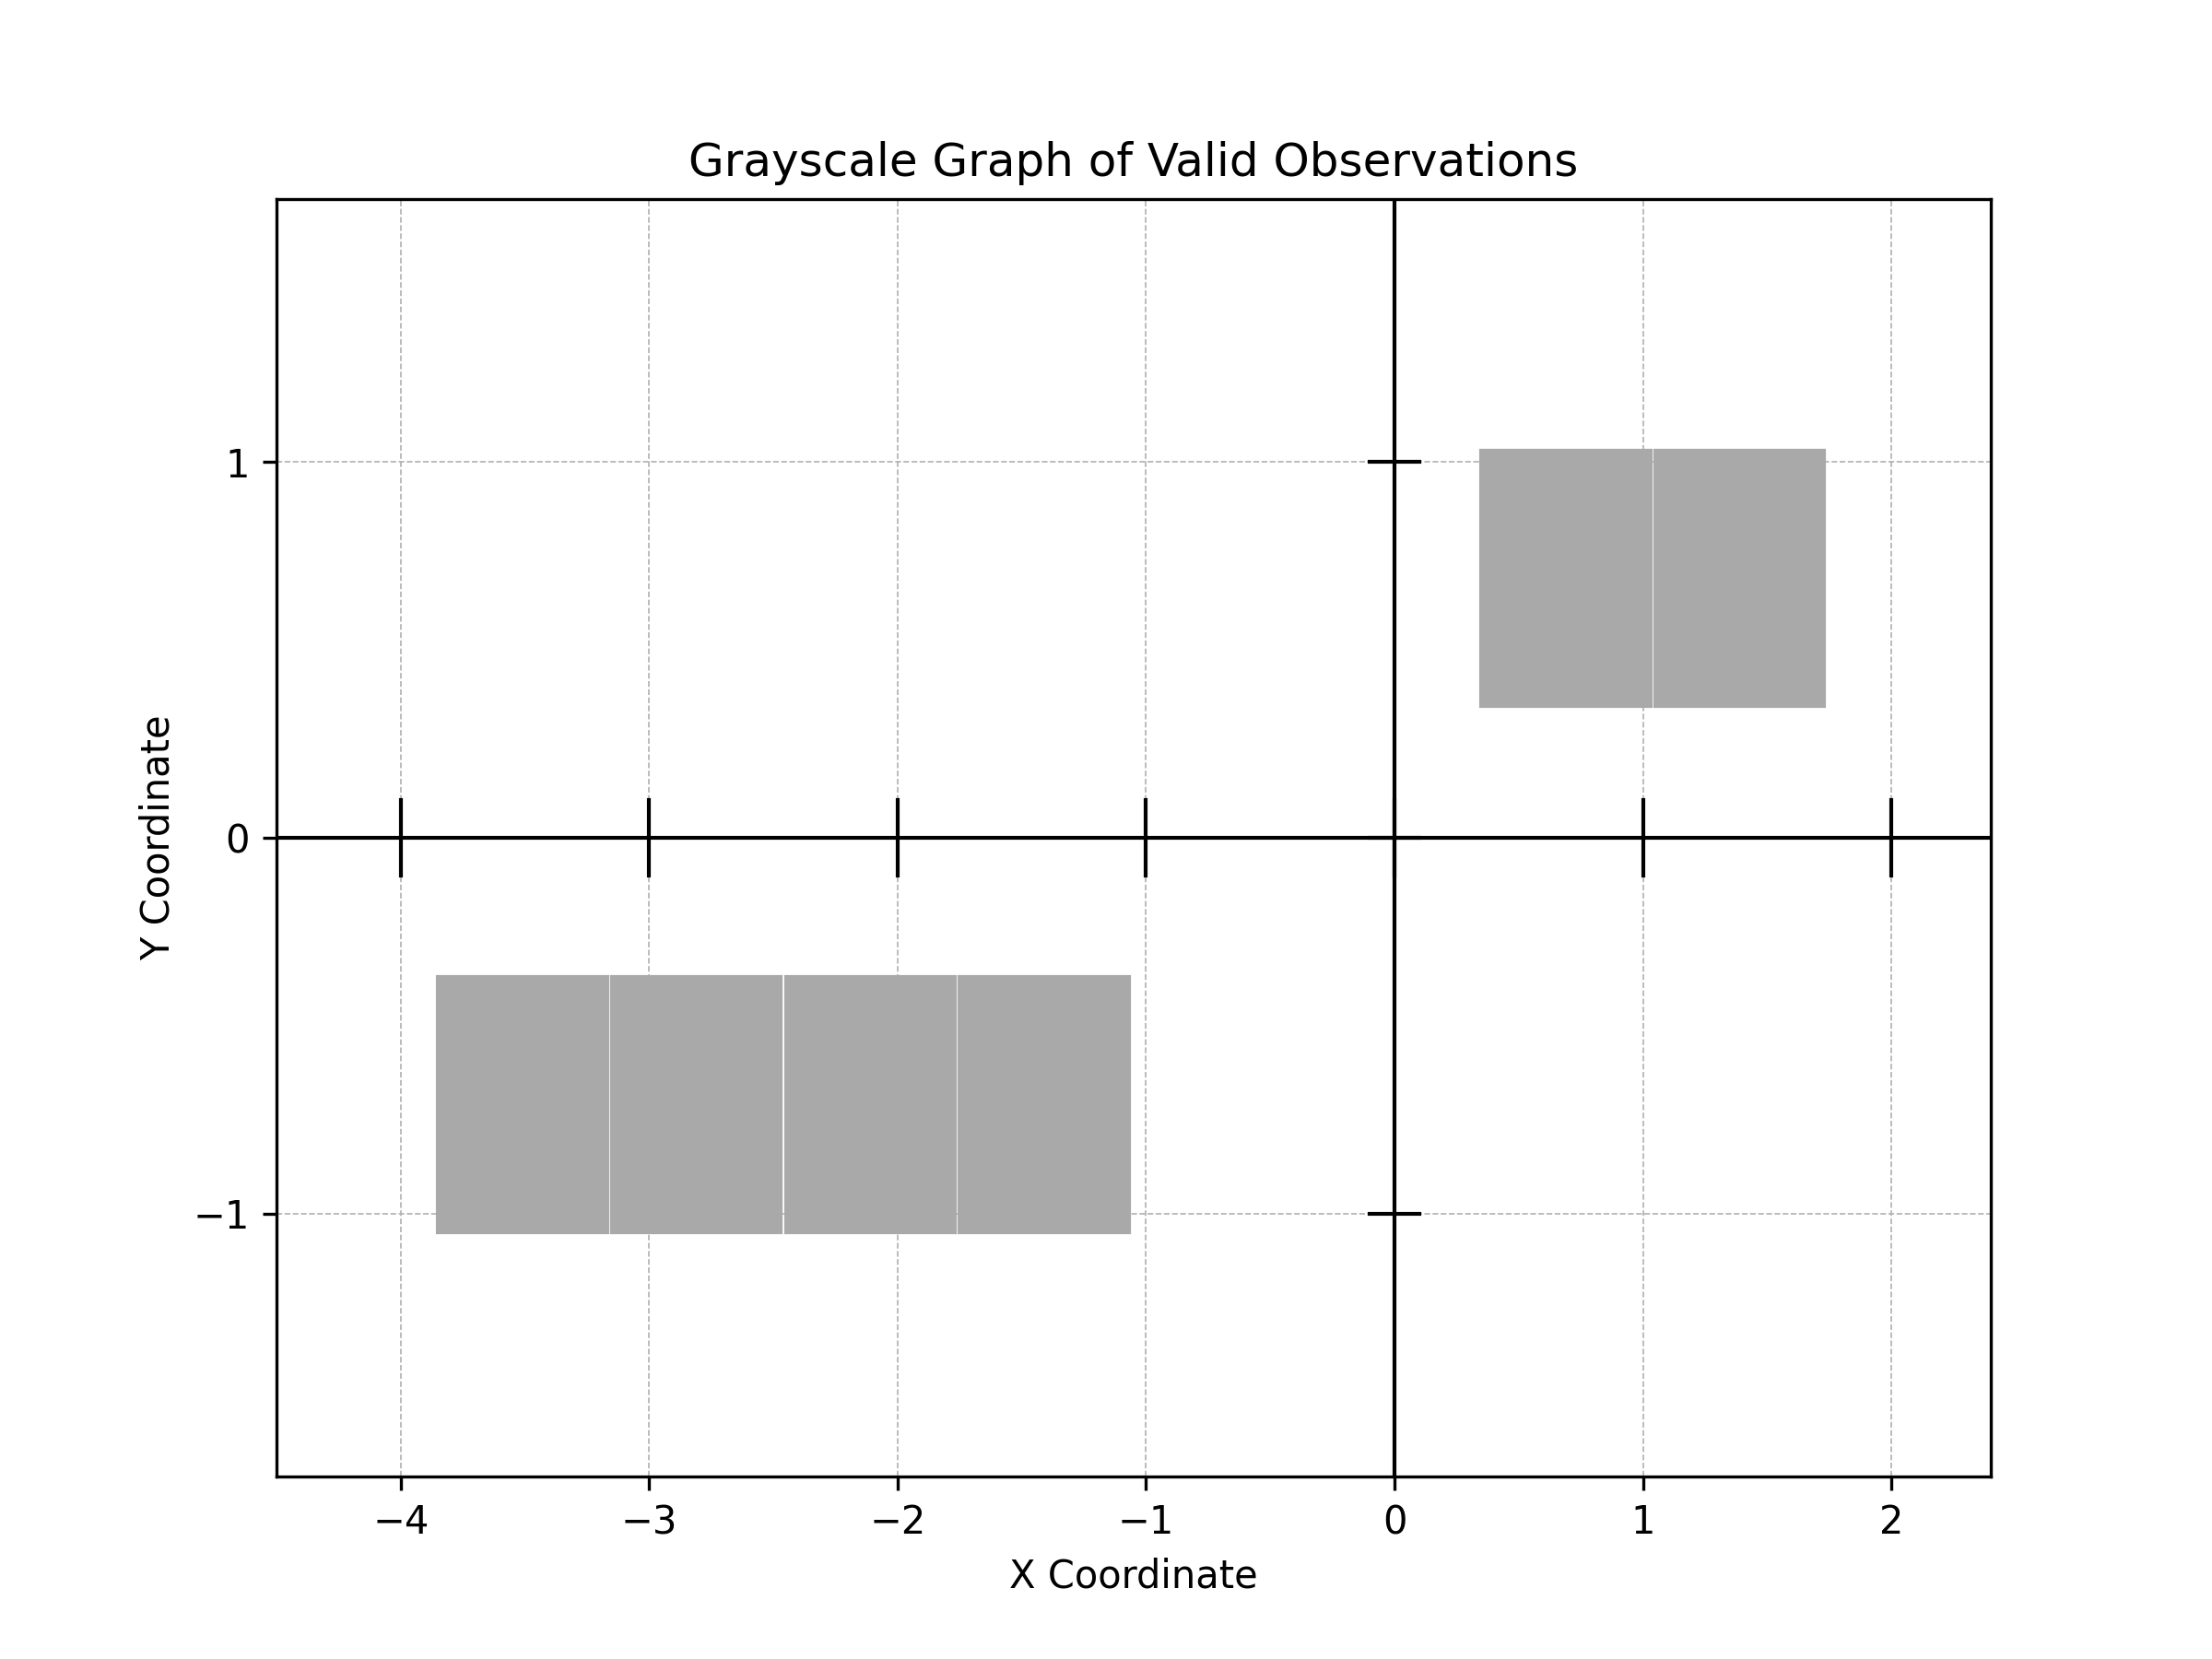 Grayscale Graph of Valid Observations
1
0
−1
Y Coordinate
−4 −3 −2 −1 0 1 2
X Coordinate